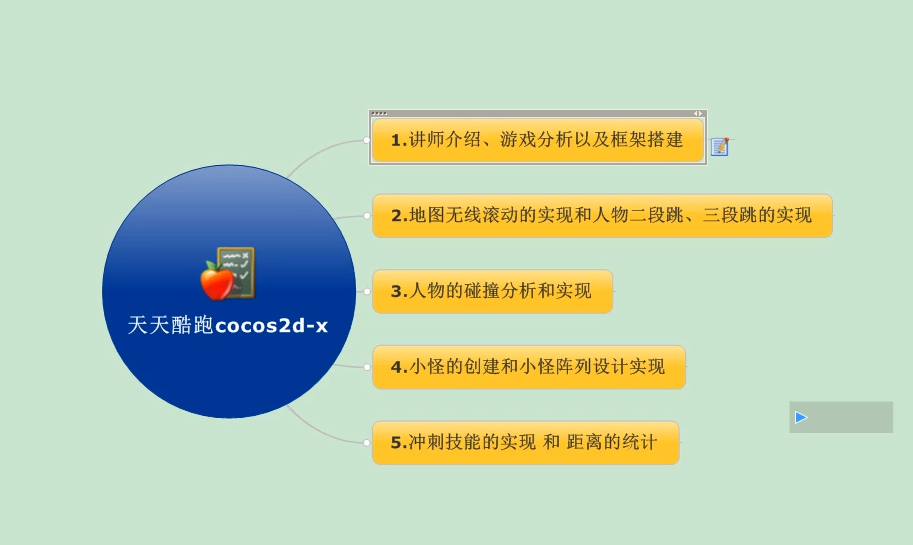 1.讲师介绍、游戏分析以及框架搭建
2.地图无线滚动的实现和人物二段跳、三段跳的实现
3.人物的碰撞分析和实现
天天酷跑cocos2d-x
4.小怪的创建和小怪阵列设计实现
5.冲刺技能的实现 和 距离的统计